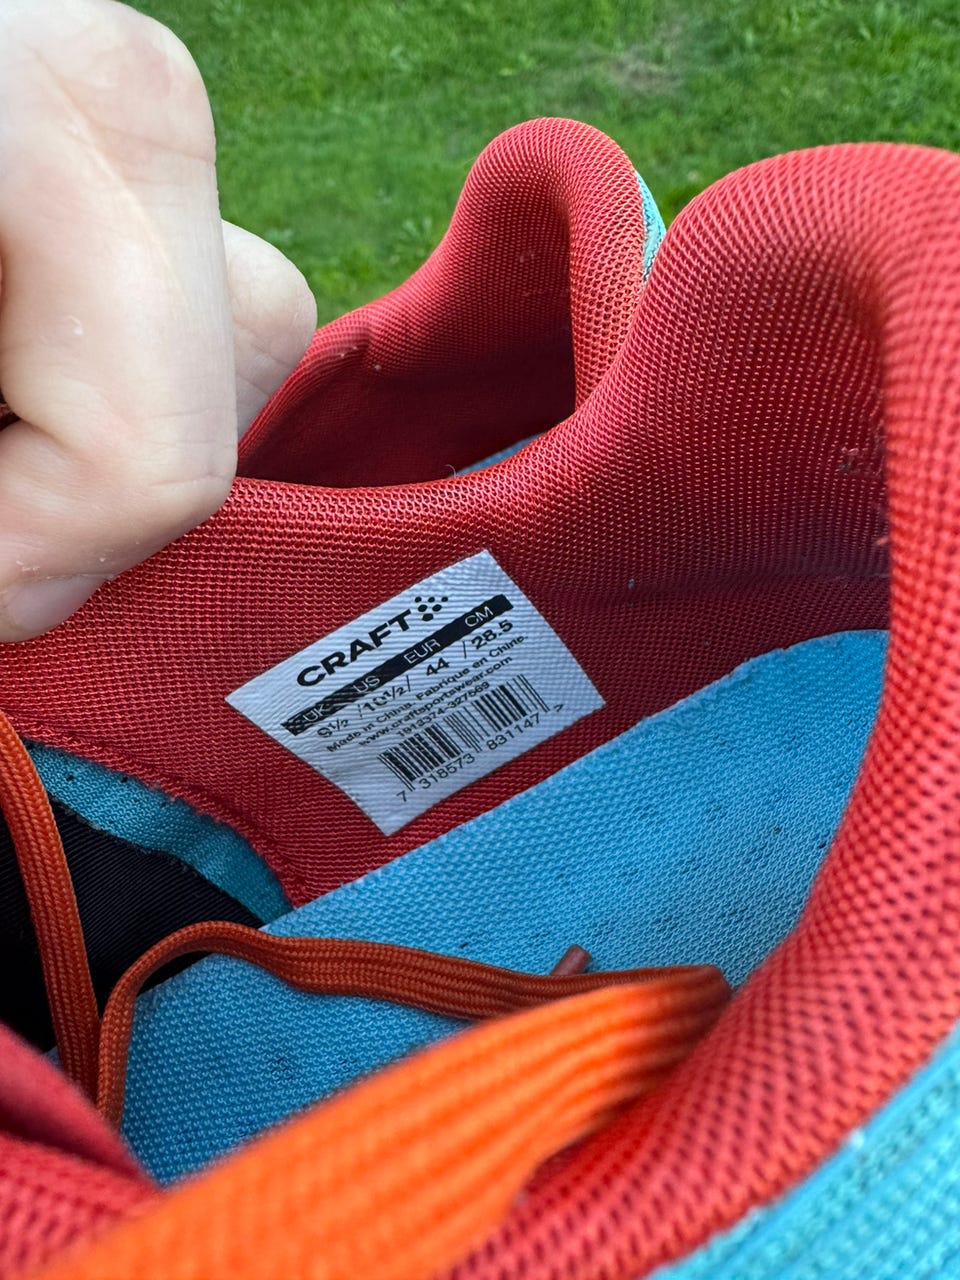 CRAFT
UK US EUR CM
9½ /10½/ 44 /28.5
Made in China Fabrique en Chine
www.craftsportswear.com
7 318573 831147 >